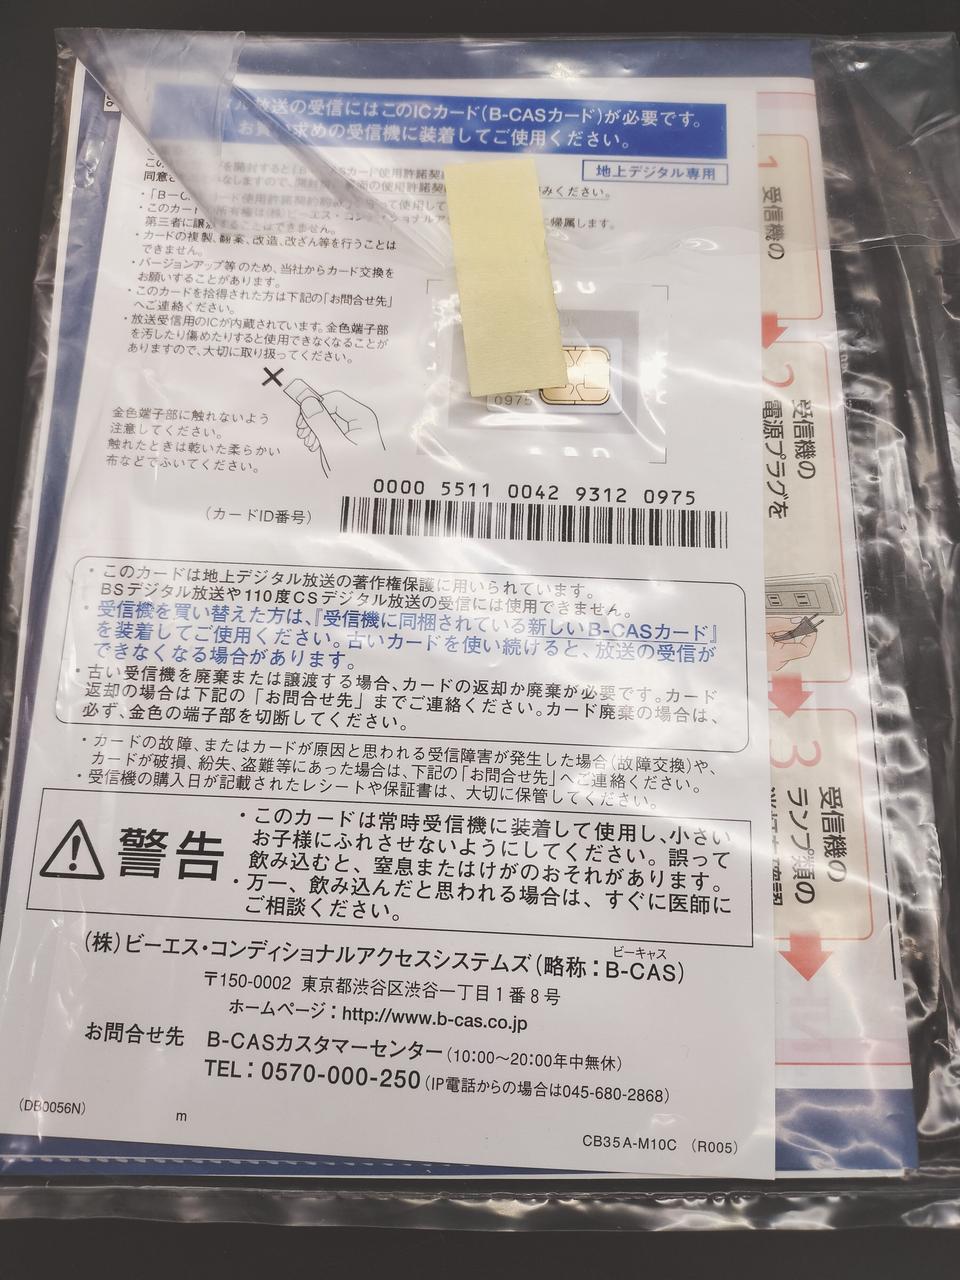 ル放送の受信にはこのICカード(B-CASカード)が必要です。
お買い求めの受信機に装着してご使用ください。
地上デジタル専用
・カードの複製、翻案、改造、改ざん等を行うことは
できません。
・バージョンアップ等のため、当社からカード交換を
お願いすることがあります。
・このカードを拾得された方は下記の「お問合せ先」
へご連絡ください。
・放送受信用のICが内蔵されています。金色端子部
を汚したり傷めたりすると使用できなくなることが
ありますので、大切に取り扱ってください。
金色端子部に触れないよう
注意してください。
触れたときは乾いた柔らかい
布などでふいてください。
0975
0000 5511 0042 9312 0975
(カードID番号)
・このカードは地上デジタル放送の著作権保護に用いられています。
BSデジタル放送や110度CSデジタル放送の受信には使用できません。
・受信機を買い替えた方は、『受信機に同梱されている新しいB-CASカード』
を装着してご使用ください。古いカードを使い続けると、放送の受信が
できなくなる場合があります。
・古い受信機を廃棄または譲渡する場合、カードの返却か廃棄が必要です。カード
返却の場合は下記の「お問合せ先」までご連絡ください。カード廃棄の場合は、
必ず、金色の端子部を切断してください。
・カードの故障、またはカードが原因と思われる受信障害が発生した場合(故障交換)や、
カードが破損、紛失、盗難等にあった場合は、下記の「お問合せ先」へご連絡ください。
・受信機の購入日が記載されたレシートや保証書は、大切に保管してください。
警告
・このカードは常時受信機に装着して使用し、小さい
お子様にふれさせないようにしてください。誤って
飲み込むと、窒息またはけがのおそれがあります。
・万一、飲み込んだと思われる場合は、すぐに医師に
ご相談ください。
ビーキャス
(株)ビーエス・コンディショナルアクセスシステムズ(略称:B-CAS)
〒150-0002 東京都渋谷区渋谷一丁目1番8号
ホームページ:http://www.b-cas.co.jp
お問合せ先 B-CASカスタマーセンター(10:00〜20:00年中無休)
TEL:0570-000-250(IP電話からの場合は045-680-2868)
(DB0056N)
m
CB35A-M10C (R005)
1
受信機の
2
受信機の
電源プラグを
3
受信機の
ランプ類の